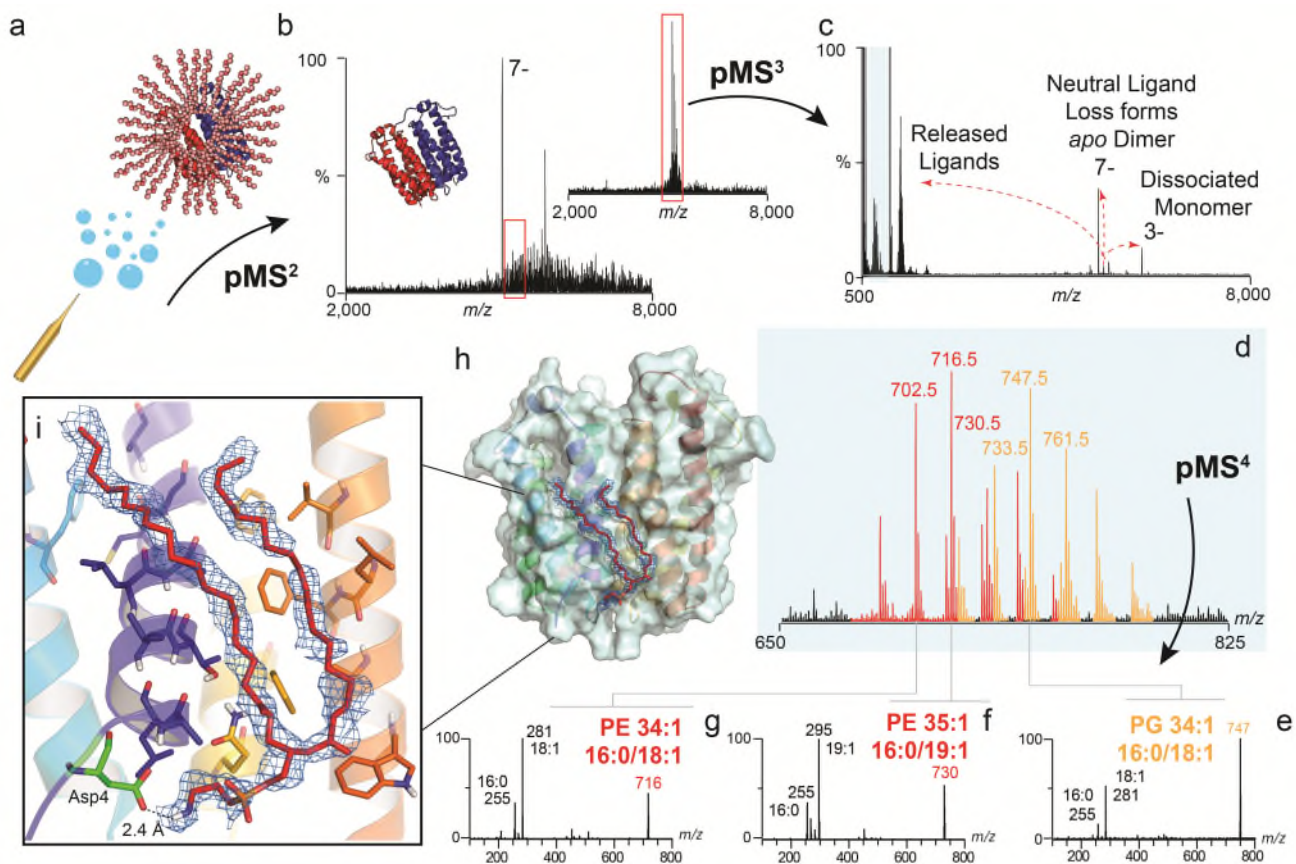 a
pMS²
b
100
%
7-
2,000
m/z
8,000
2,000
m/z
8,000
pMS³
c
100
%
0
500
m/z
8,000
Released
Ligands
Neutral Ligand
Loss forms
apo Dimer
7-
Dissociated
Monomer
3-
d
702.5
716.5
730.5
733.5
747.5
761.5
650
m/z
825
pMS⁴
h
i
Asp4
2.4 Å
g
PE 34:1
16:0/18:1
100
0
281
18:1
16:0
255
716
200
400
600
800
m/z
f
PE 35:1
16:0/19:1
100
0
295
19:1
255
16:0
730
200
400
600
800
m/z
e
PG 34:1
16:0/18:1
100
0
18:1
281
16:0
255
747
200
400
600
800
m/z